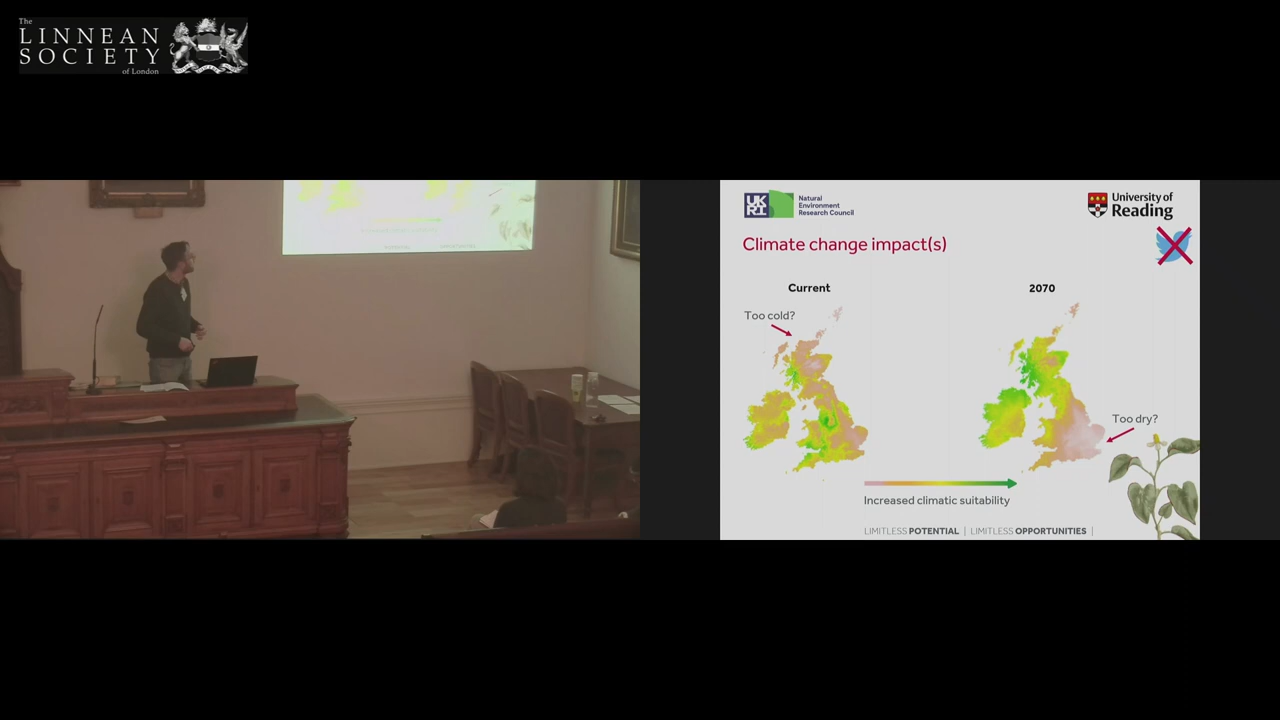 The
LINNEAN
SOCIETY
of London
UK
RI
Natural
Environment
Research Council
University of
Reading
Climate change impact(s)
Current
2070
Too cold?
Too dry?
Increased climatic suitability
LIMITLESS POTENTIAL | LIMITLESS OPPORTUNITIES |